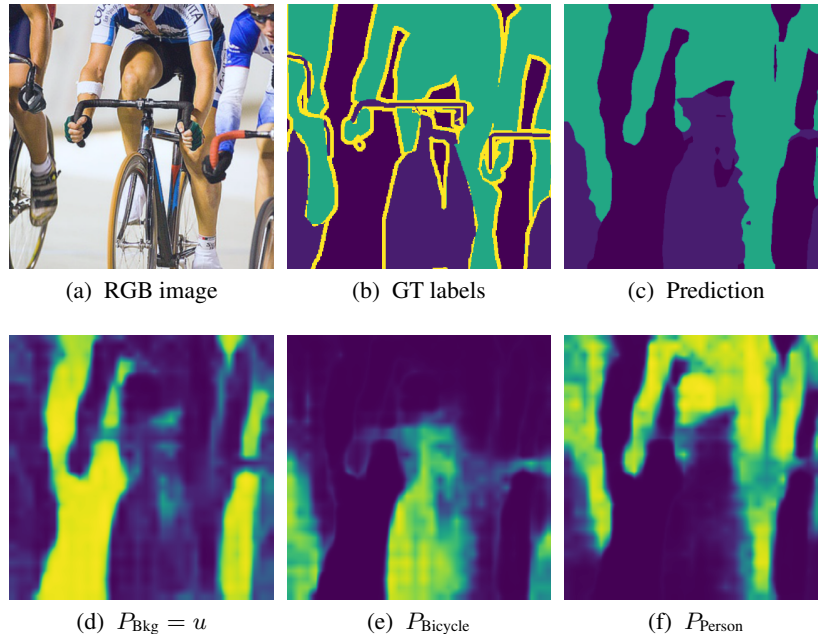 (a) RGB image
(b) GT labels
(c) Prediction
(d) P_Bkg = u
(e) P_Bicycle
(f) P_Person